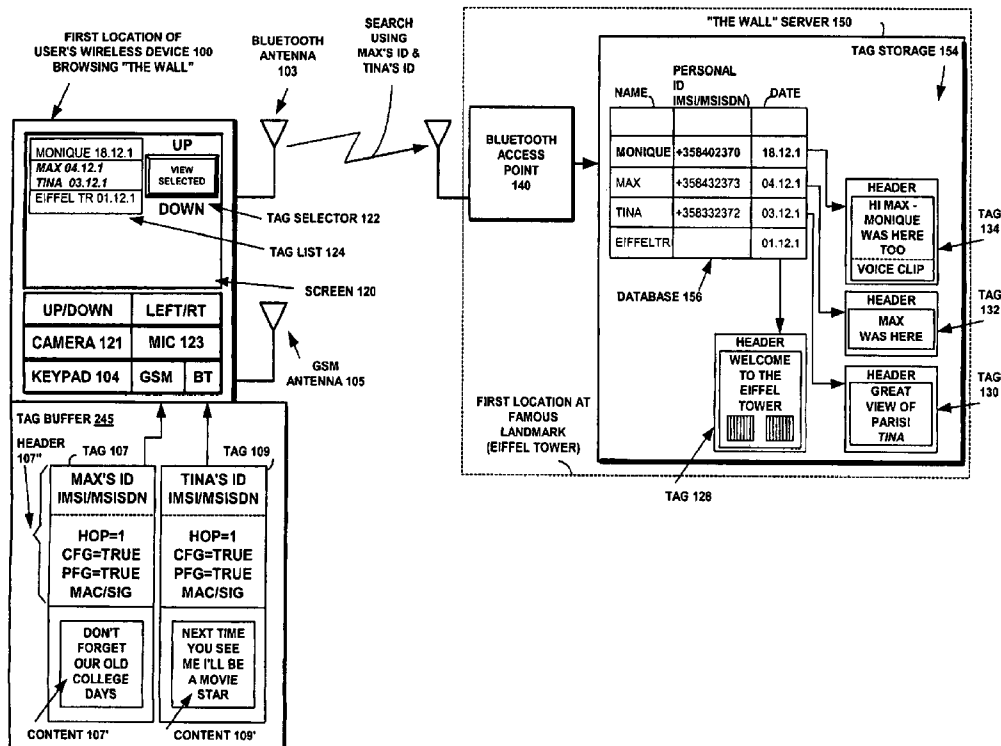 FIRST LOCATION OF
USER'S WIRELESS DEVICE 100
BROWSING "THE WALL"
BLUETOOTH
ANTENNA
103
SEARCH
USING
MAX'S ID &
TINA'S ID
"THE WALL" SERVER 150
TAG STORAGE 154
MONIQUE 18.12.1
MAX 04.12.1
TINA 03.12.1
EIFFEL TR 01.12.1
UP
VIEW
SELECTED
DOWN
TAG SELECTOR 122
TAG LIST 124
SCREEN 120
UP/DOWN
LEFT/RT
CAMERA 121
MIC 123
KEYPAD 104
GSM
BT
GSM
ANTENNA 105
BLUETOOTH
ACCESS
POINT
140
NAME
PERSONAL
ID
IMSI/MSISDN
DATE
MONIQUE
+358402370
18.12.1
MAX
+358432373
04.12.1
TINA
+358332372
03.12.1
EIFFELTR
01.12.1
DATABASE 156
HEADER
HI MAX -
MONIQUE
WAS HERE
TOO
VOICE CLIP
TAG
134
HEADER
MAX
WAS HERE
TAG
132
HEADER
GREAT
VIEW OF
PARIS!
TINA
TAG
130
HEADER
WELCOME
TO THE
EIFFEL
TOWER
TAG 128
FIRST LOCATION AT
FAMOUS
LANDMARK
(EIFFEL TOWER)
TAG BUFFER 245
HEADER
107"
TAG 107
TAG 109
MAX'S ID
IMSI/MSISDN
HOP=1
CFG=TRUE
PFG=TRUE
MAC/SIG
DON'T
FORGET
OUR OLD
COLLEGE
DAYS
CONTENT 107'
TINA'S ID
IMSI/MSISDN
HOP=1
CFG=TRUE
PFG=TRUE
MAC/SIG
NEXT TIME
YOU SEE
ME I'LL BE
A MOVIE
STAR
CONTENT 109'